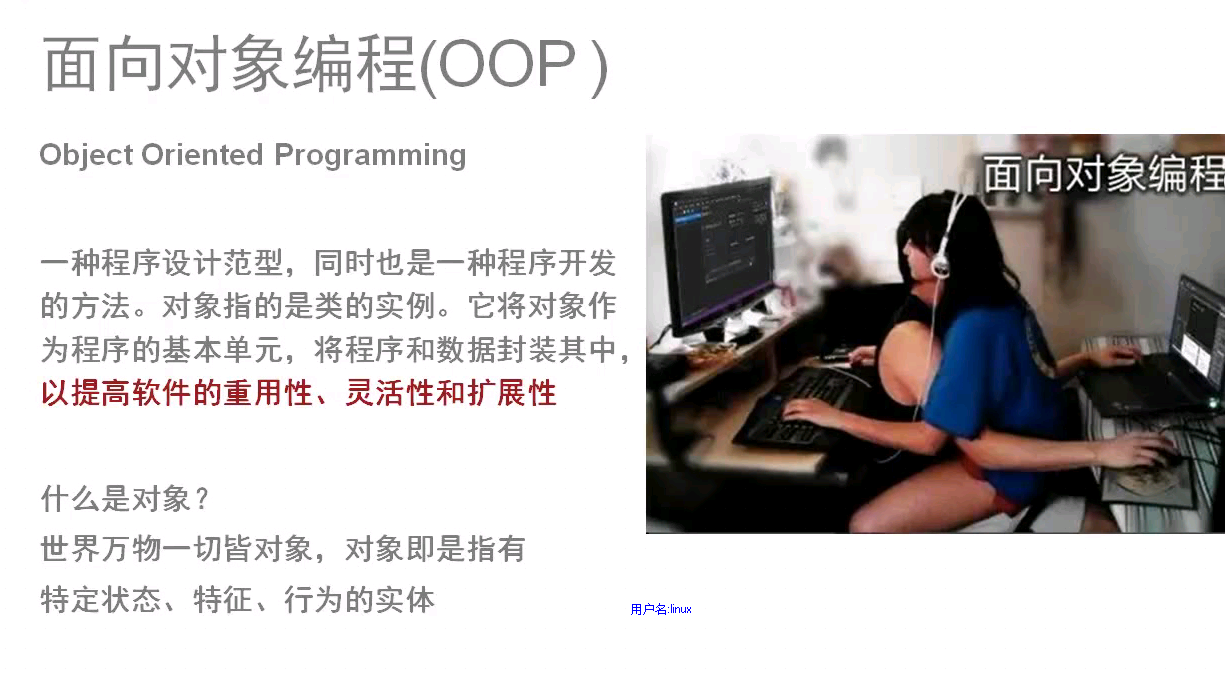 面向对象编程(OOP)
Object Oriented Programming
一种程序设计范型，同时也是一种程序开发
的方法。对象指的是类的实例。它将对象作
为程序的基本单元，将程序和数据封装其中，
以提高软件的重用性、灵活性和扩展性
什么是对象？
世界万物一切皆对象，对象即是指有
特定状态、特征、行为的实体
面向对象编程
用户名:linux